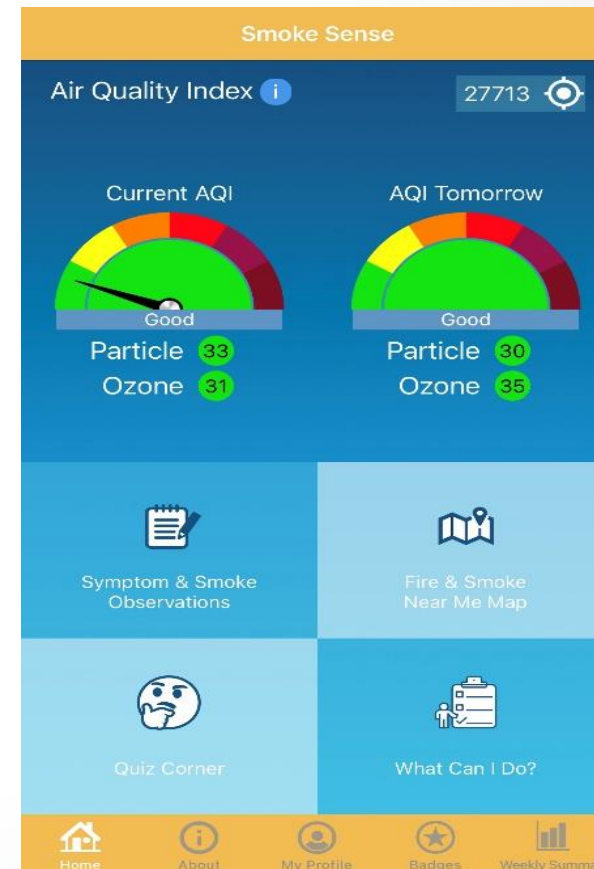 Smoke Sense
Air Quality Index i
27713
Current AQI
AQI Tomorrow
Good
Good
Particle 33
Particle 30
Ozone 31
Ozone 35
Symptom & Smoke
Observations
Fire & Smoke
Near Me Map
Quiz Corner
What Can I Do?
Home
About
My Profile
Badges
Weekly Summa